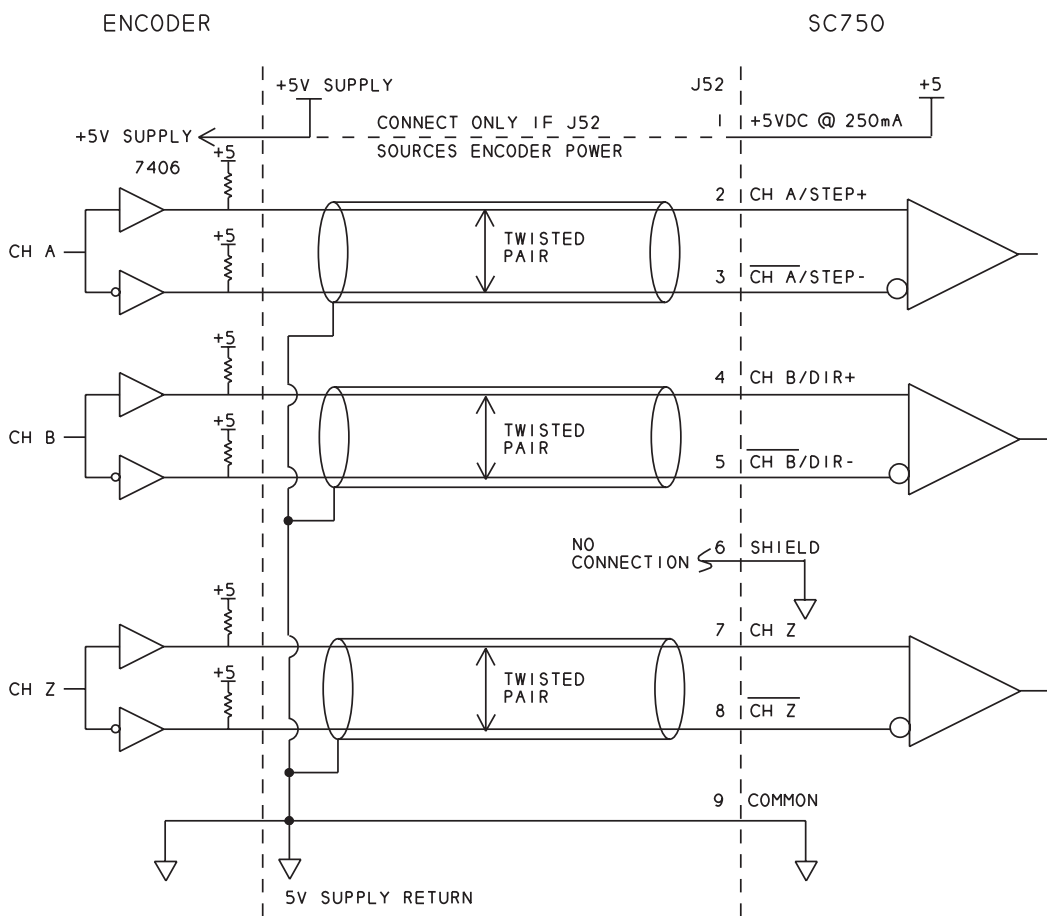 ENCODER
SC750
+5V SUPPLY
J52
+5
+5V SUPPLY
CONNECT ONLY IF J52
SOURCES ENCODER POWER
1
+5VDC @ 250mA
7406
+5
2
CH A/STEP+
CH A
+5
TWISTED
PAIR
3
CH A/STEP-
+5
4
CH B/DIR+
CH B
+5
TWISTED
PAIR
5
CH B/DIR-
NO
CONNECTION
6
SHIELD
+5
7
CH Z
CH Z
+5
TWISTED
PAIR
8
CH Z
9
COMMON
5V SUPPLY RETURN